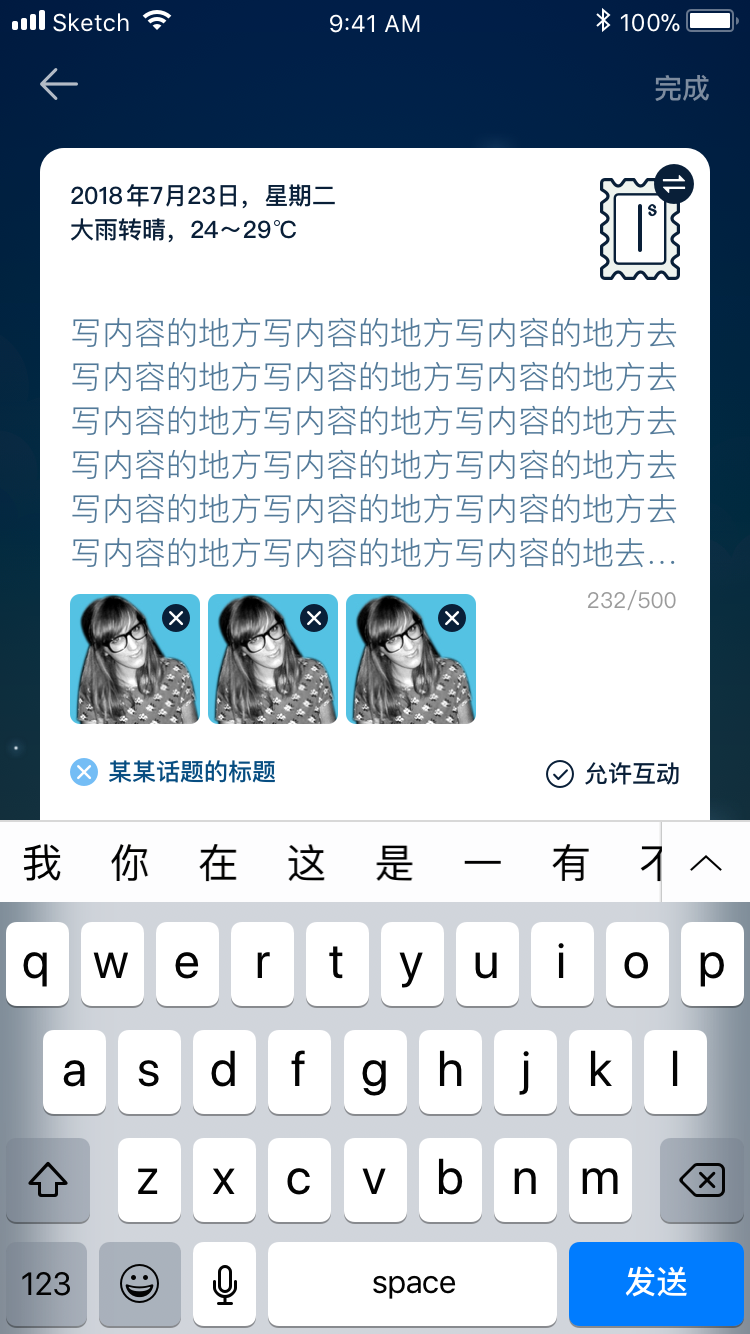 Sketch 9:41 AM 100%
完成
2018年7月23日，星期二
大雨转晴，24～29℃
S
写内容的地方写内容的地方写内容的地方去
写内容的地方写内容的地方写内容的地方去
写内容的地方写内容的地方写内容的地方去
写内容的地方写内容的地方写内容的地方去
写内容的地方写内容的地方写内容的地方去
写内容的地方写内容的地方写内容的地去...
232/500
某某话题的标题 允许互动
我 你 在 这 是 一 有 不
q w e r t y u i o p
a s d f g h j k l
z x c v b n m
123 space 发送